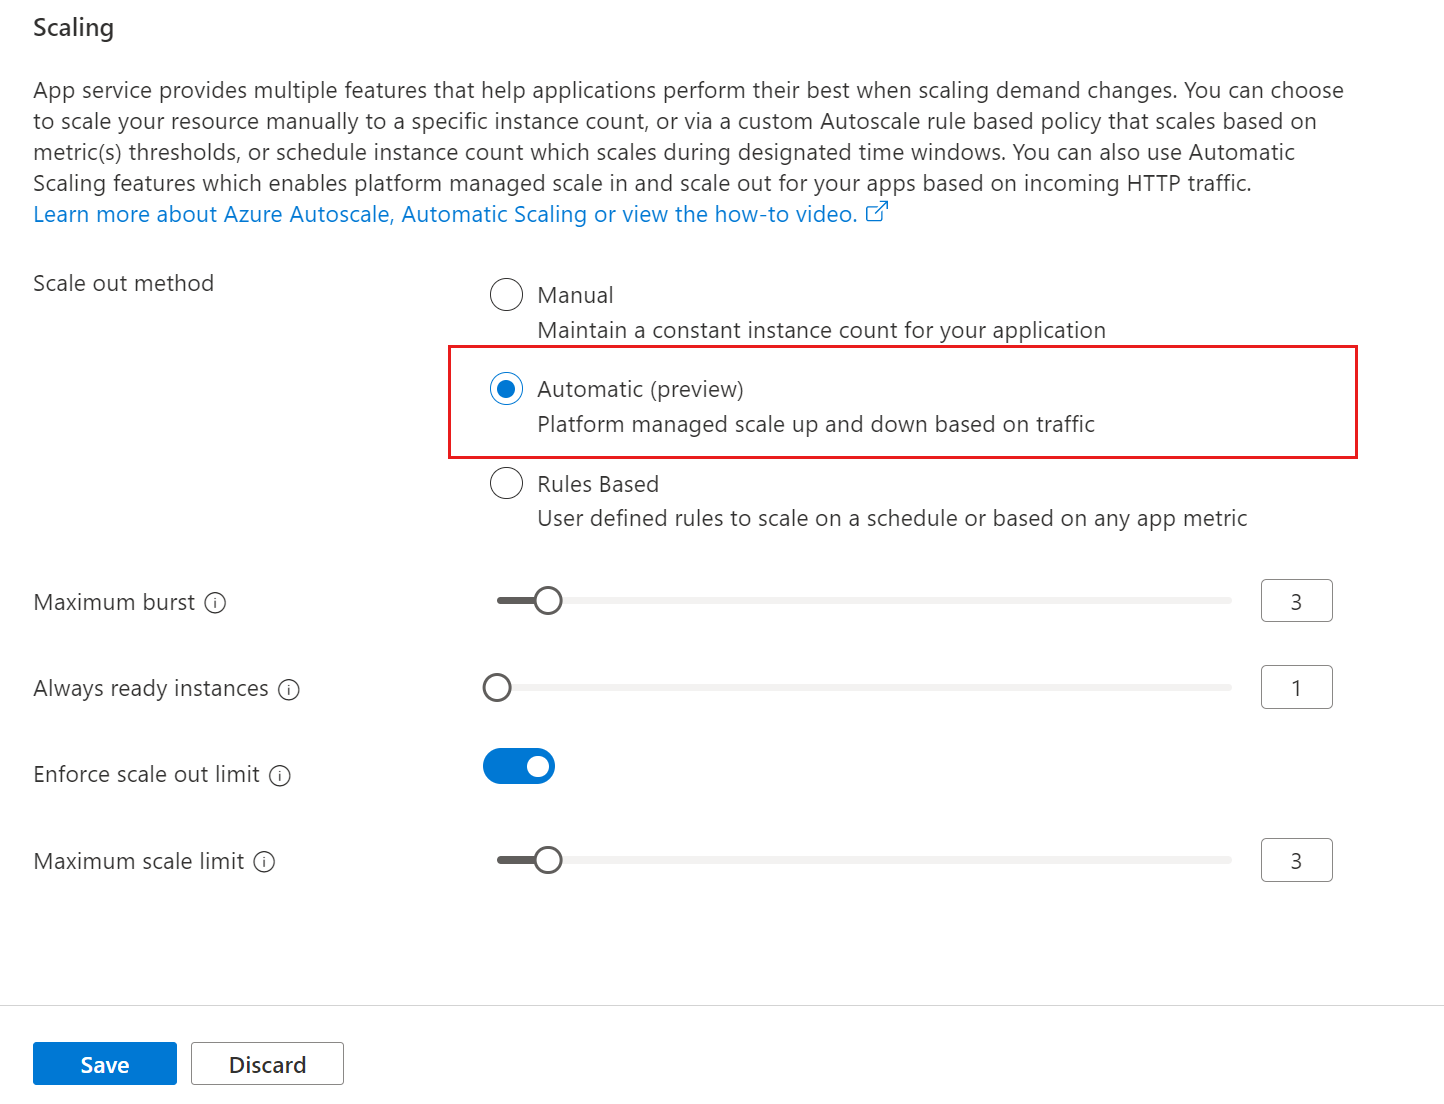 Scaling
App service provides multiple features that help applications perform their best when scaling demand changes. You can choose
to scale your resource manually to a specific instance count, or via a custom Autoscale rule based policy that scales based on
metric(s) thresholds, or schedule instance count which scales during designated time windows. You can also use Automatic
Scaling features which enables platform managed scale in and scale out for your apps based on incoming HTTP traffic.
Learn more about Azure Autoscale, Automatic Scaling or view the how-to video.
Scale out method
Manual
Maintain a constant instance count for your application
Automatic (preview)
Platform managed scale up and down based on traffic
Rules Based
User defined rules to scale on a schedule or based on any app metric
Maximum burst
3
Always ready instances
1
Enforce scale out limit
Maximum scale limit
3
Save
Discard